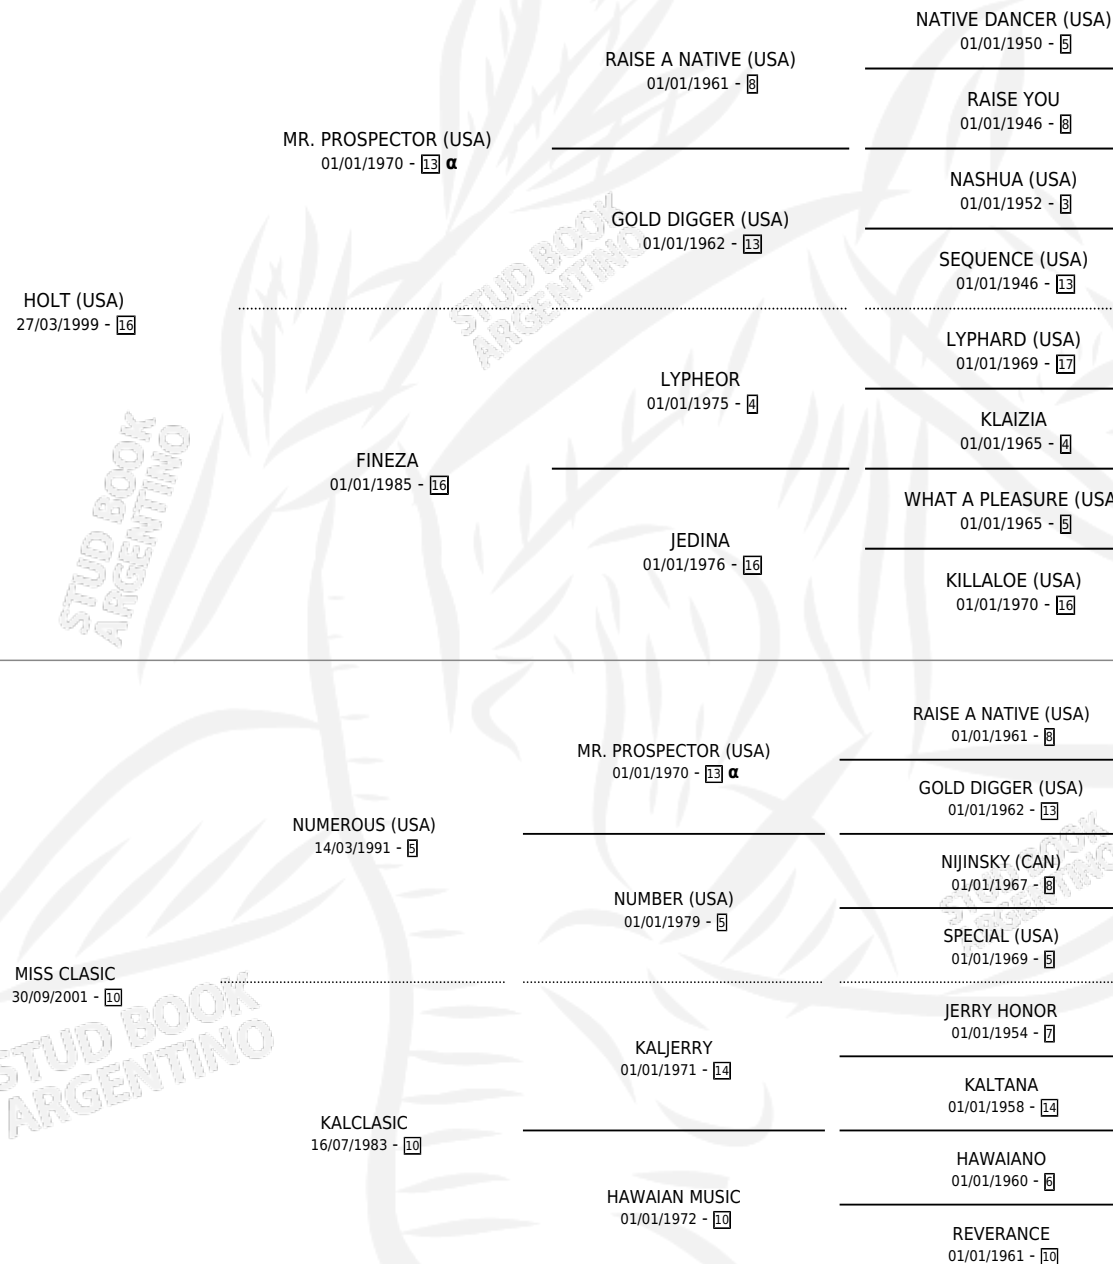 NATIVE DANCER (USA)
01/01/1950 - 5
RAISE A NATIVE (USA)
01/01/1961 - 8
RAISE YOU
01/01/1946 - 8
MR. PROSPECTOR (USA)
01/01/1970 - 13 α
NASHUA (USA)
01/01/1952 - 3
GOLD DIGGER (USA)
01/01/1962 - 13
SEQUENCE (USA)
01/01/1946 - 13
HOLT (USA)
27/03/1999 - 16
LYPHARD (USA)
01/01/1969 - 17
LYPHEOR
01/01/1975 - 4
KLAIZIA
01/01/1965 - 4
FINEZA
01/01/1985 - 16
WHAT A PLEASURE (USA
01/01/1965 - 5
JEDINA
01/01/1976 - 16
KILLALOE (USA)
01/01/1970 - 16
RAISE A NATIVE (USA)
01/01/1961 - 8
MR. PROSPECTOR (USA)
01/01/1970 - 13 α
GOLD DIGGER (USA)
01/01/1962 - 13
NUMEROUS (USA)
14/03/1991 - 5
NIJINSKY (CAN)
01/01/1967 - 8
NUMBER (USA)
01/01/1979 - 5
SPECIAL (USA)
01/01/1969 - 5
MISS CLASIC
30/09/2001 - 10
JERRY HONOR
01/01/1954 - 7
KALJERRY
01/01/1971 - 14
KALTANA
01/01/1958 - 14
KALCLASIC
16/07/1983 - 10
HAWAIANO
01/01/1960 - 6
HAWAIAN MUSIC
01/01/1972 - 10
REVERANCE
01/01/1961 - 10
STUD BOOK
ARGENTINO
STUD BOOK
ARGENTINO
STUD BOOK
ARGENTINO
STUD BOOK
ARGENTINO